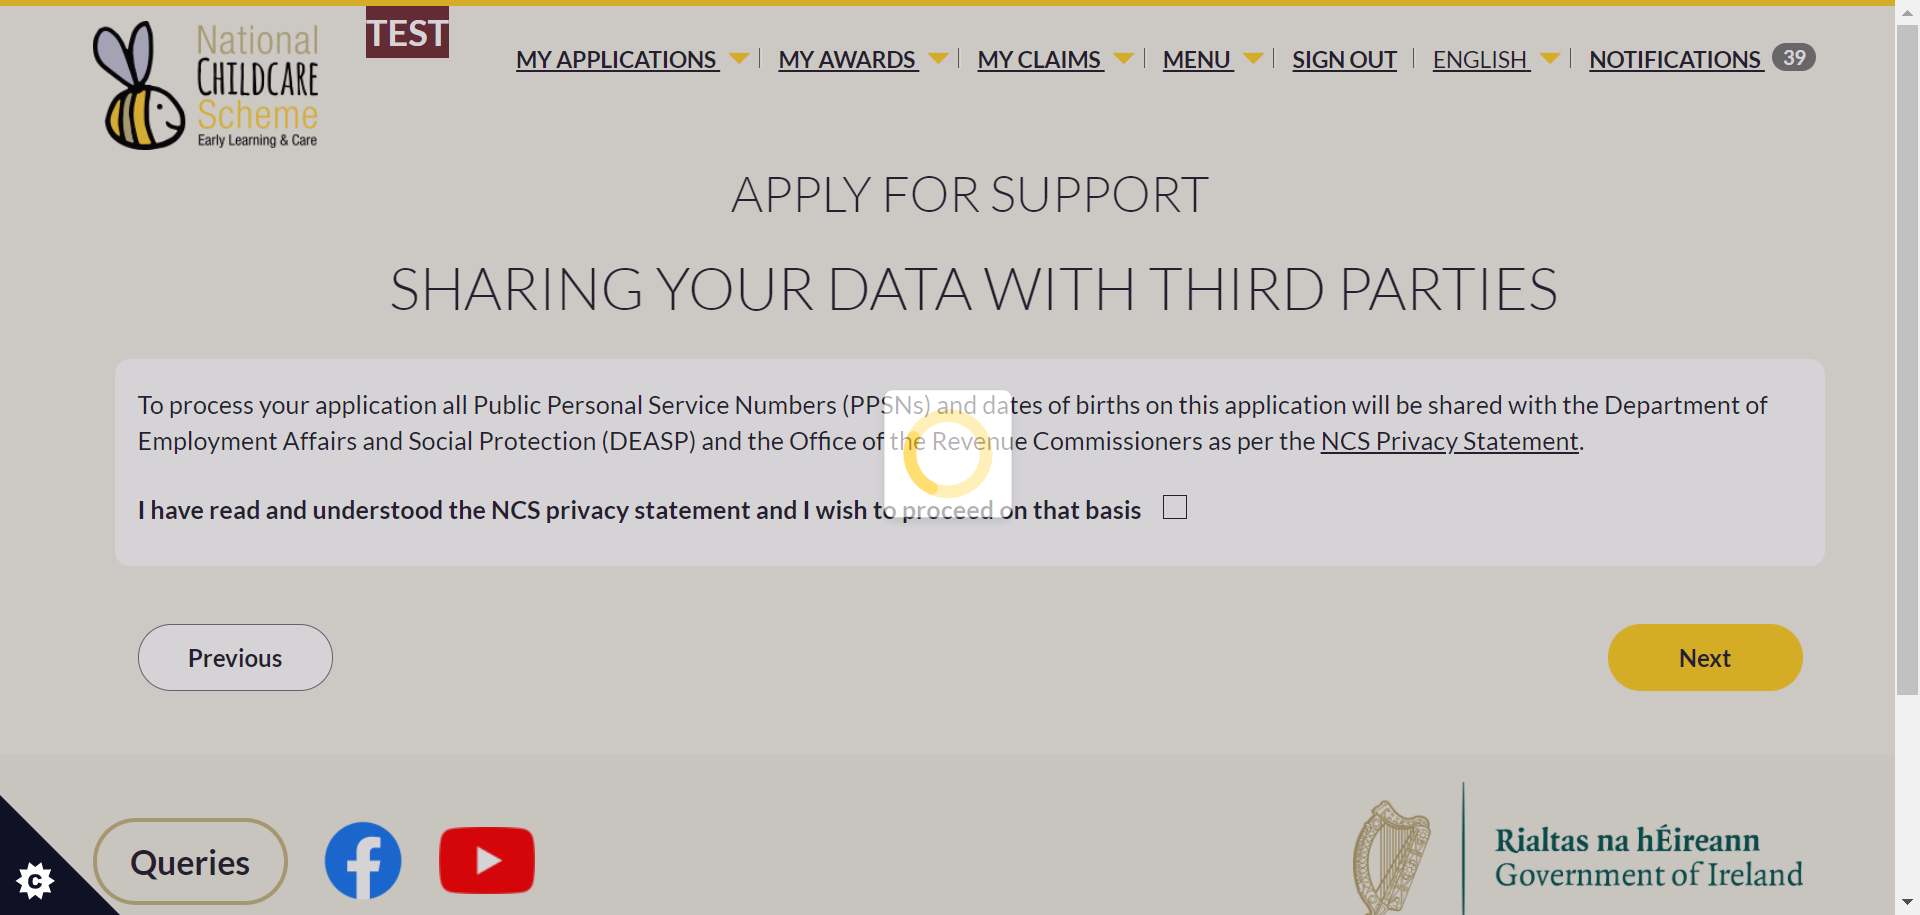 National
CHILDCARE
Scheme
Early Learning & Care
TEST
MY APPLICATIONS
MY AWARDS
MY CLAIMS
MENU
SIGN OUT
ENGLISH
NOTIFICATIONS 39
APPLY FOR SUPPORT
SHARING YOUR DATA WITH THIRD PARTIES
To process your application all Public Personal Service Numbers (PPSNs) and dates of births on this application will be shared with the Department of
Employment Affairs and Social Protection (DEASP) and the Office of the Revenue Commissioners as per the NCS Privacy Statement.
I have read and understood the NCS privacy statement and I wish to proceed on that basis
Previous
Next
Queries
Rialtas na hÉireann
Government of Ireland